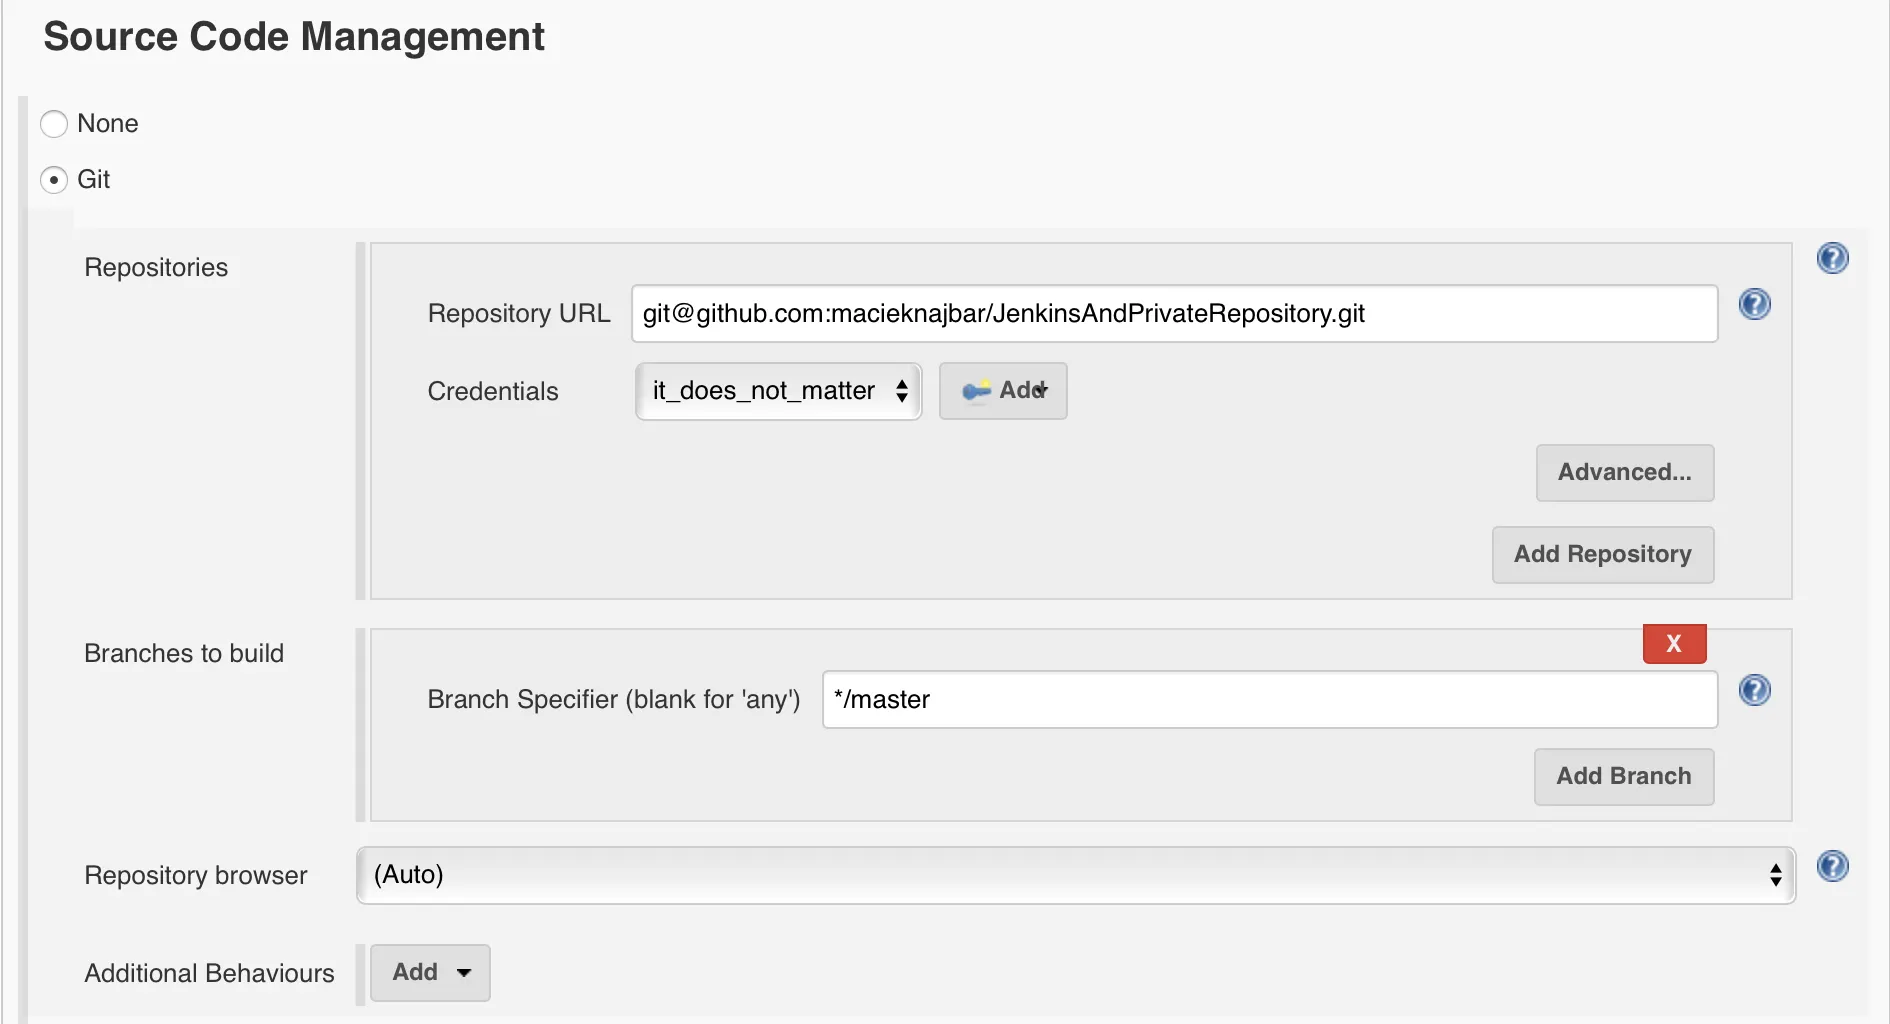 Source Code Management
None
Git
Repositories
Repository URL git@github.com:macieknajbar/JenkinsAndPrivateRepository.git
Credentials it_does_not_matter Add
Advanced...
Add Repository
Branches to build
X
Branch Specifier (blank for 'any') */master
Add Branch
Repository browser (Auto)
Additional Behaviours Add